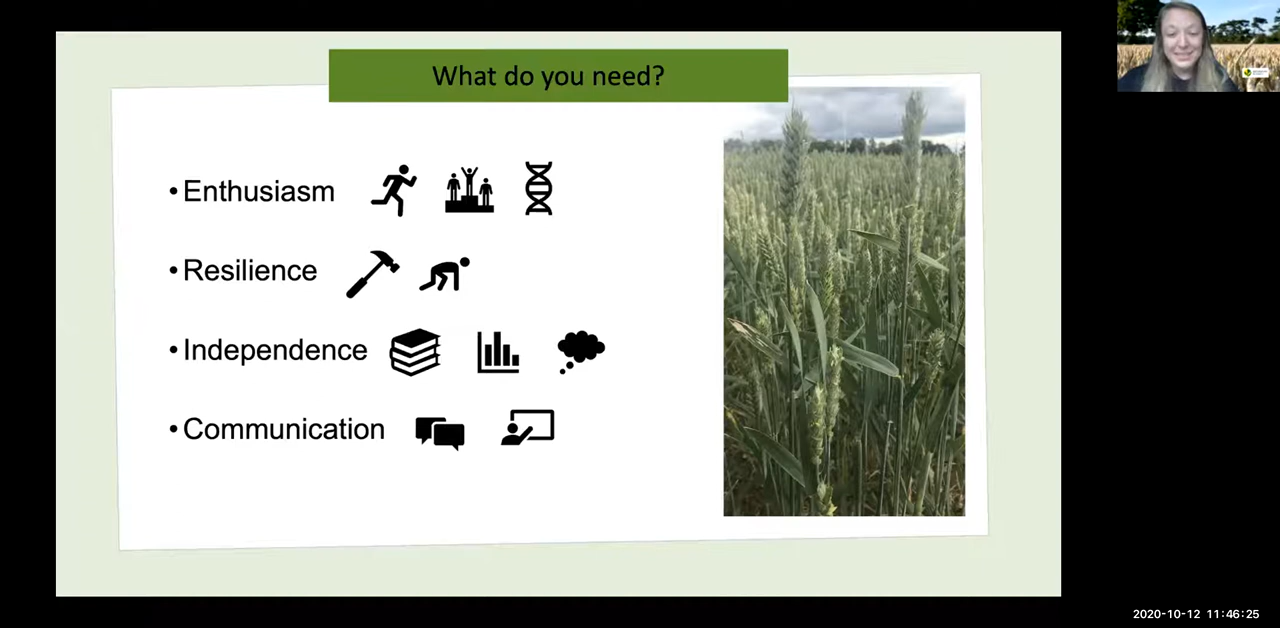 What do you need?
•Enthusiasm
•Resilience
•Independence
•Communication
2020-10-12 11:46:25